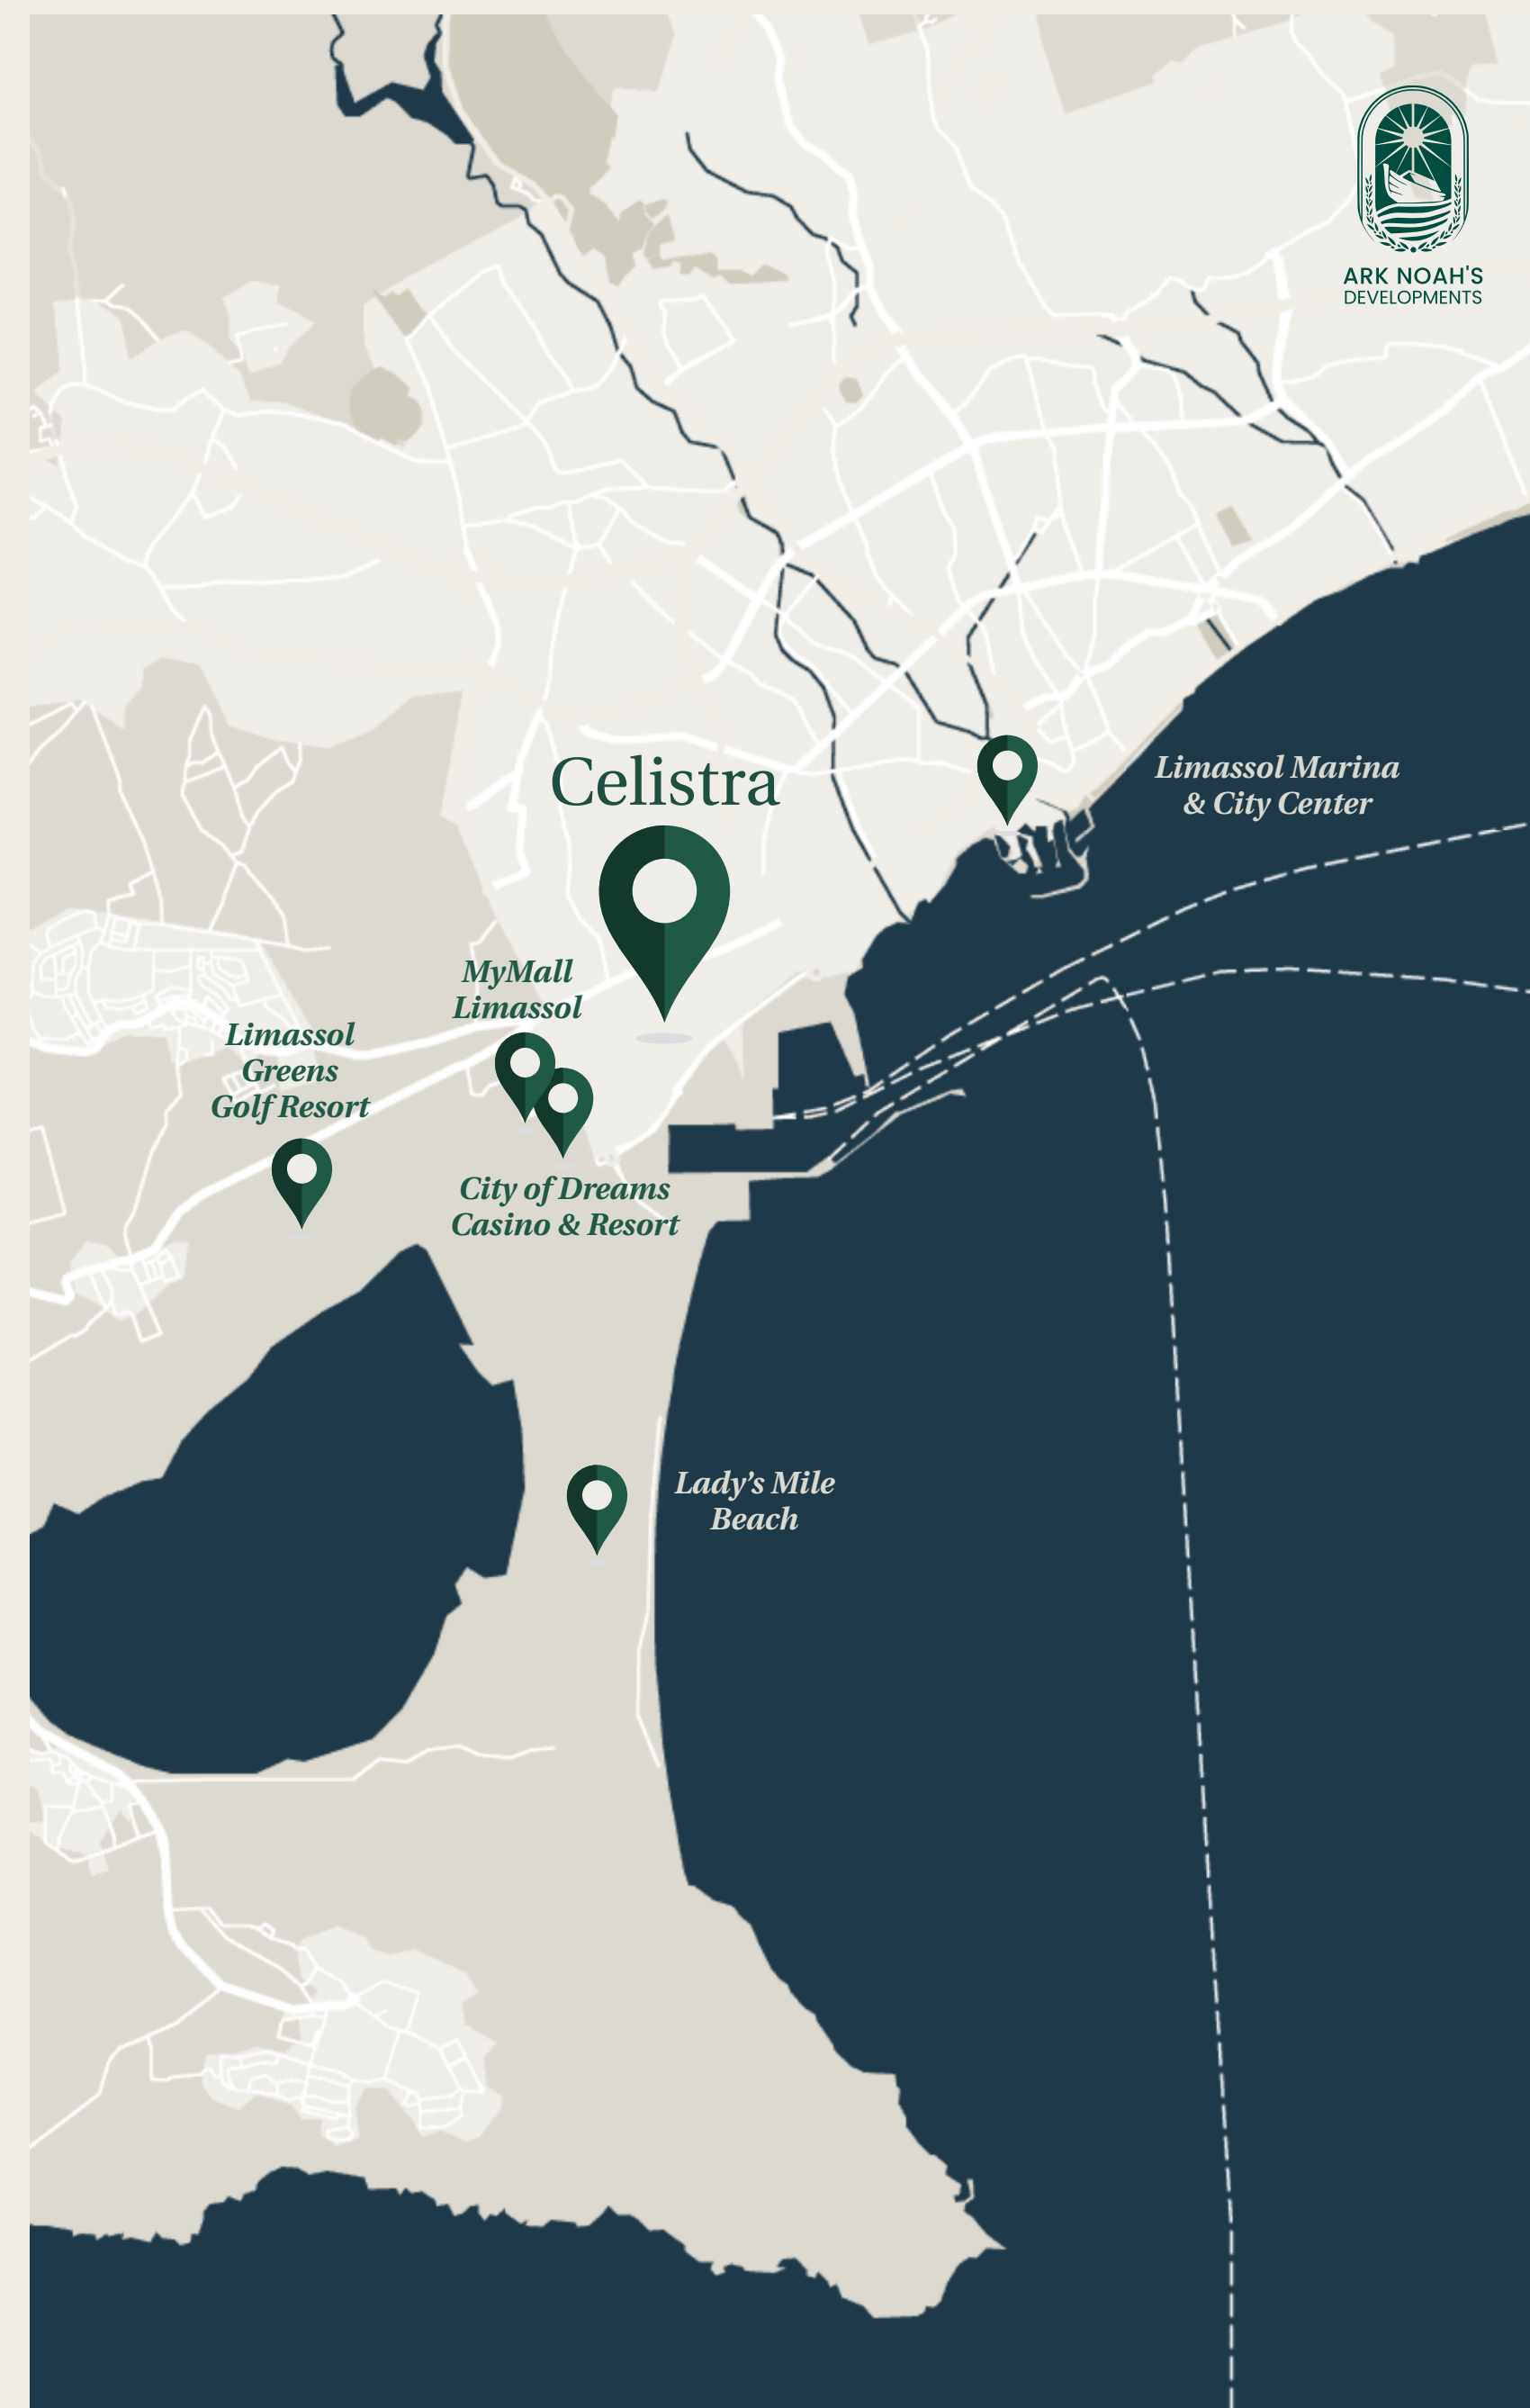 ARK NOAH'S
DEVELOPMENTS
Celistra
Limassol Marina
& City Center
MyMall
Limassol
Limassol
Greens
Golf Resort
City of Dreams
Casino & Resort
Lady’s Mile
Beach